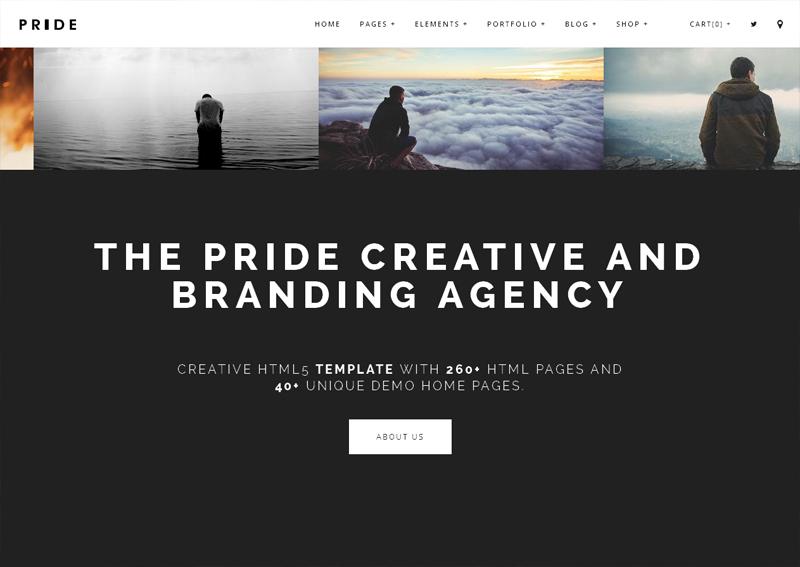 PRIDE
HOME PAGES + ELEMENTS + PORTFOLIO + BLOG + SHOP + CART[0] +
THE PRIDE CREATIVE AND
BRANDING AGENCY
CREATIVE HTML5 TEMPLATE WITH 260+ HTML PAGES AND
40+ UNIQUE DEMO HOME PAGES.
ABOUT US